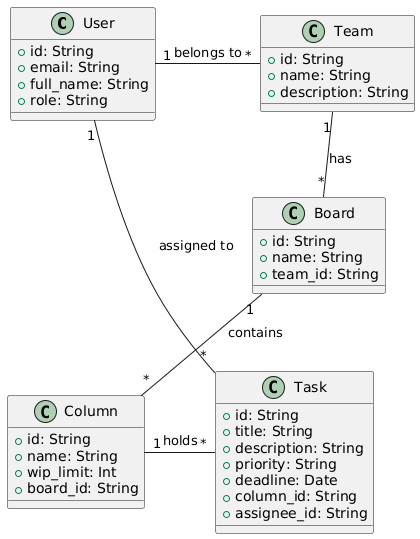 C User
+ id: String
+ email: String
+ full_name: String
+ role: String
1 belongs to *
C Team
+ id: String
+ name: String
+ description: String
1
1
has
*
C Board
+ id: String
+ name: String
+ team_id: String
assigned to
1
contains
*
*
C Column
+ id: String
+ name: String
+ wip_limit: Int
+ board_id: String
1 holds *
C Task
+ id: String
+ title: String
+ description: String
+ priority: String
+ deadline: Date
+ column_id: String
+ assignee_id: String